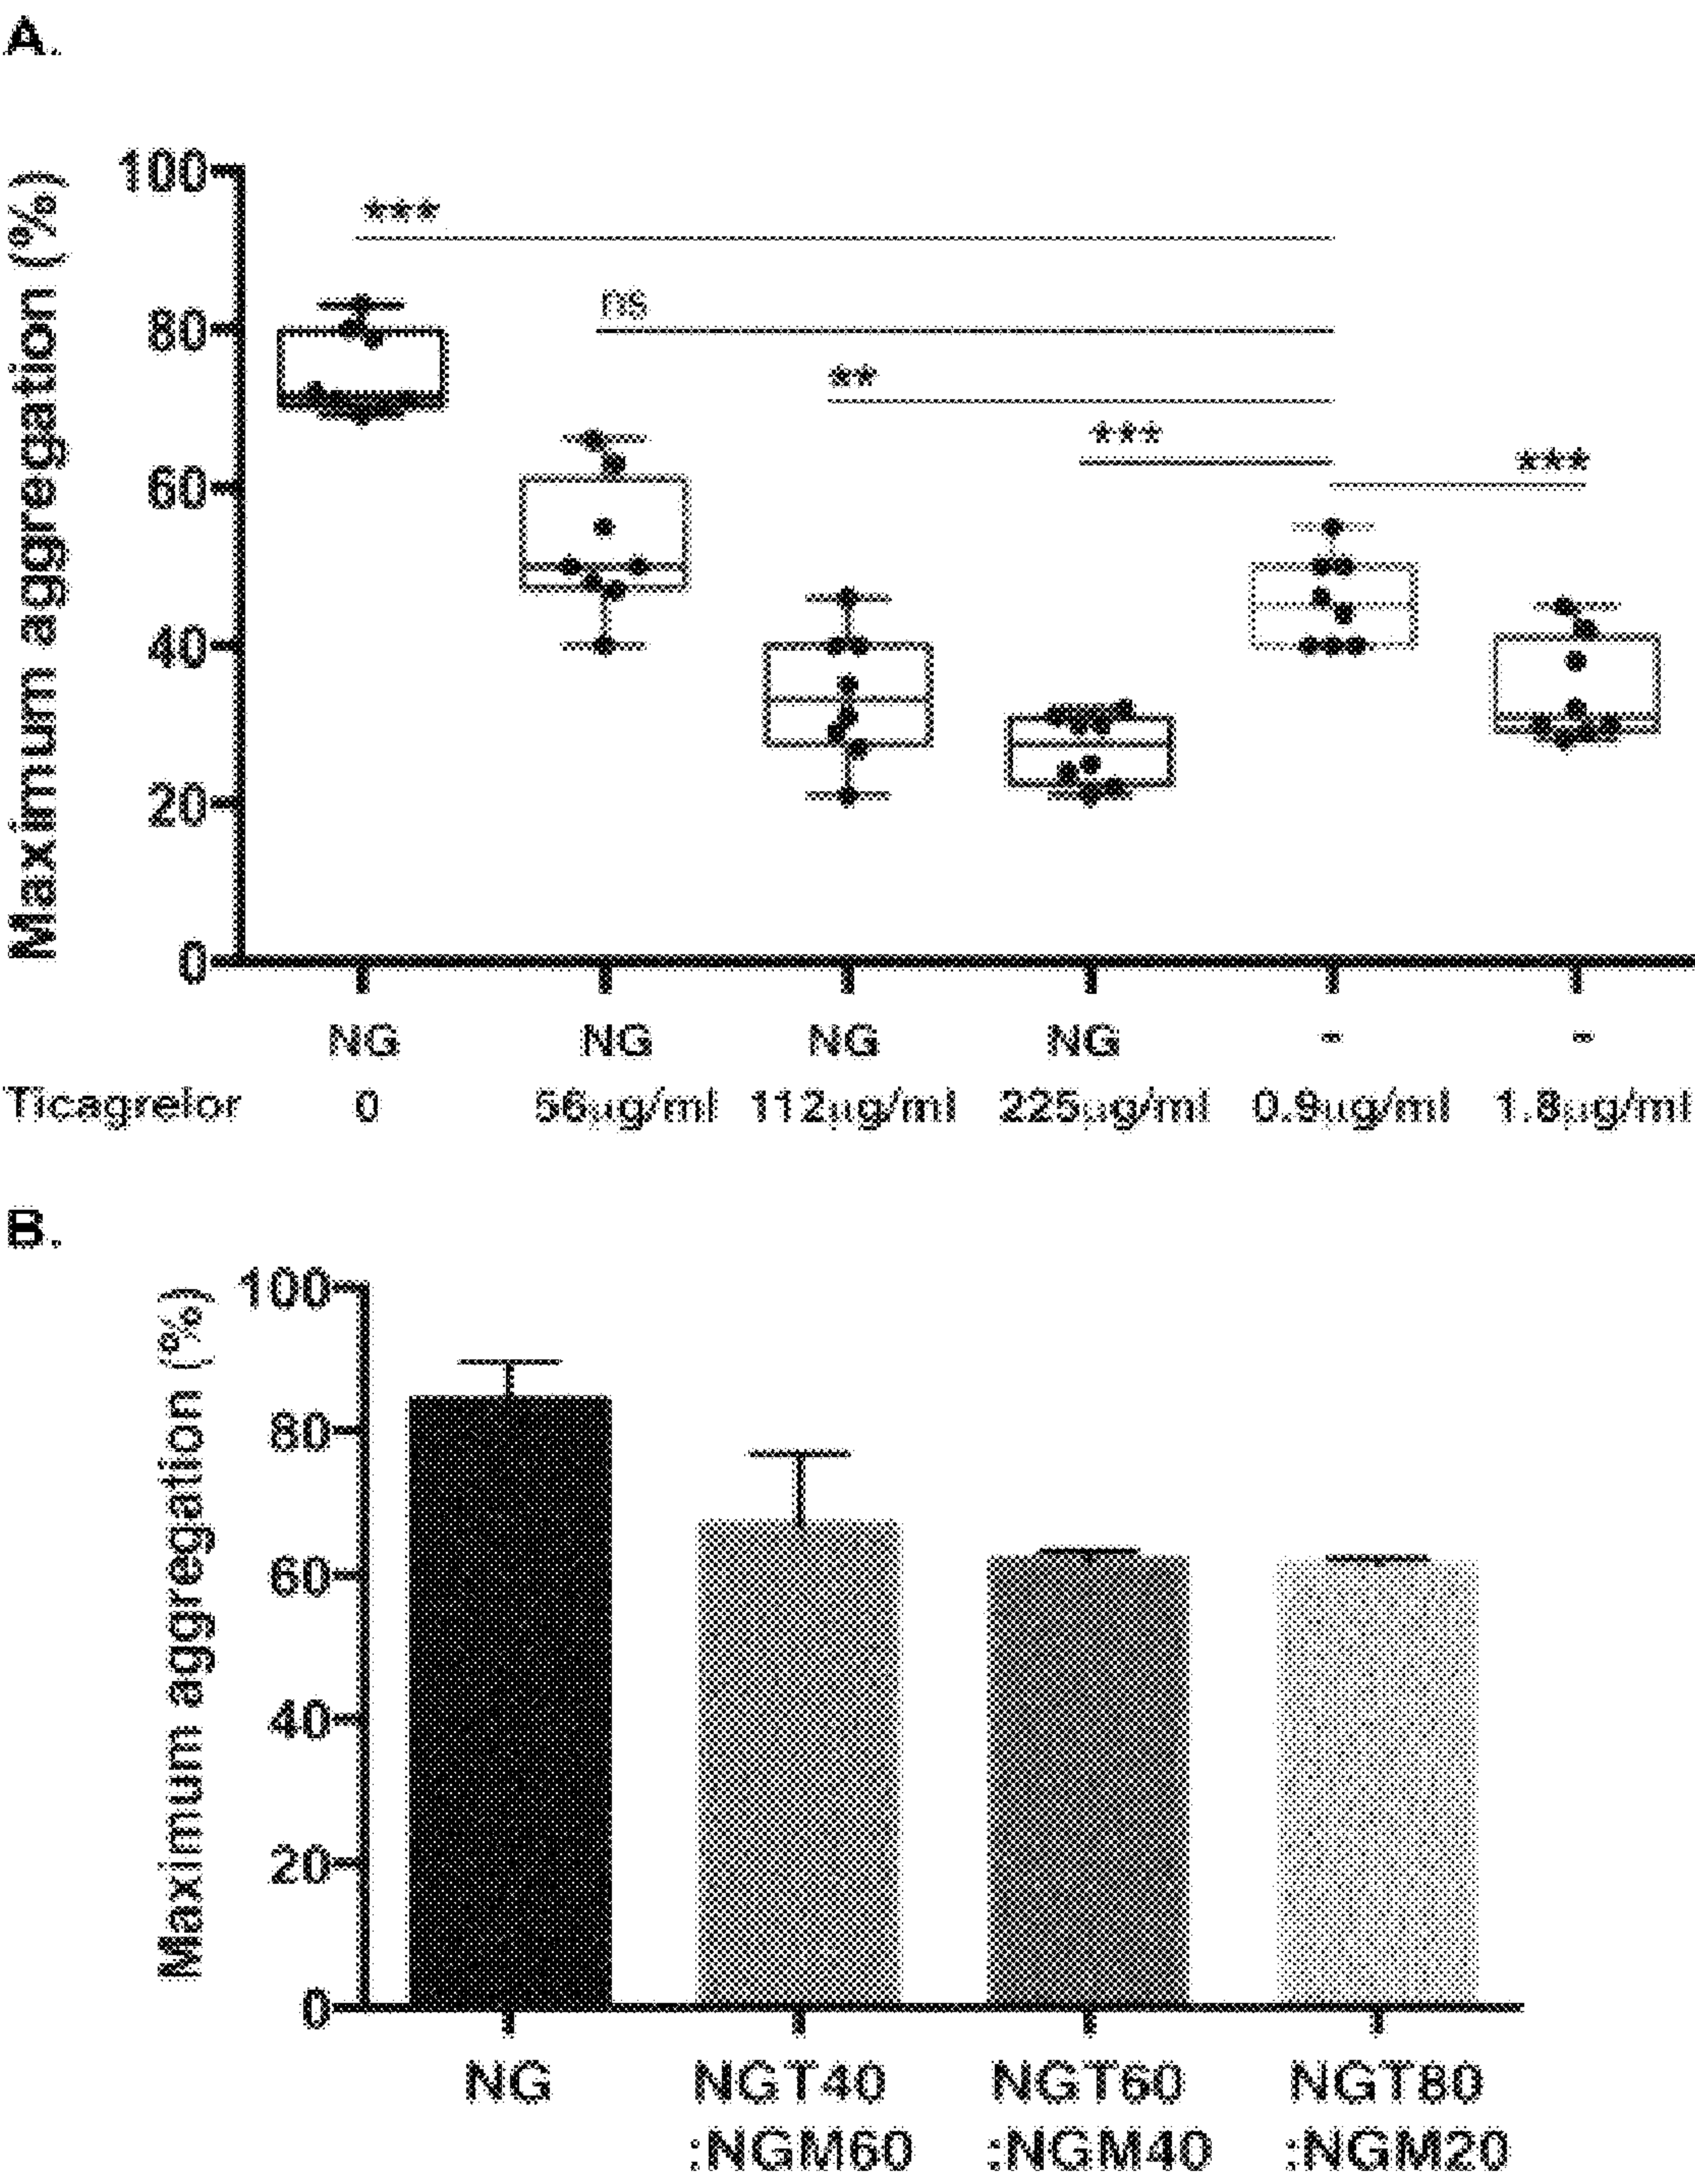 A.
Maximum aggregation (%)
100
80
60
40
20
0
***
ns
**
***
***
NG NG NG NG - -
Ticagrelor 0 56µg/ml 112µg/ml 225µg/ml 0.9µg/ml 1.8µg/ml
B.
Maximum aggregation (%)
100
80
60
40
20
0
NG NGT40 NGT60 NGT80
:NGM60 :NGM40 :NGM20